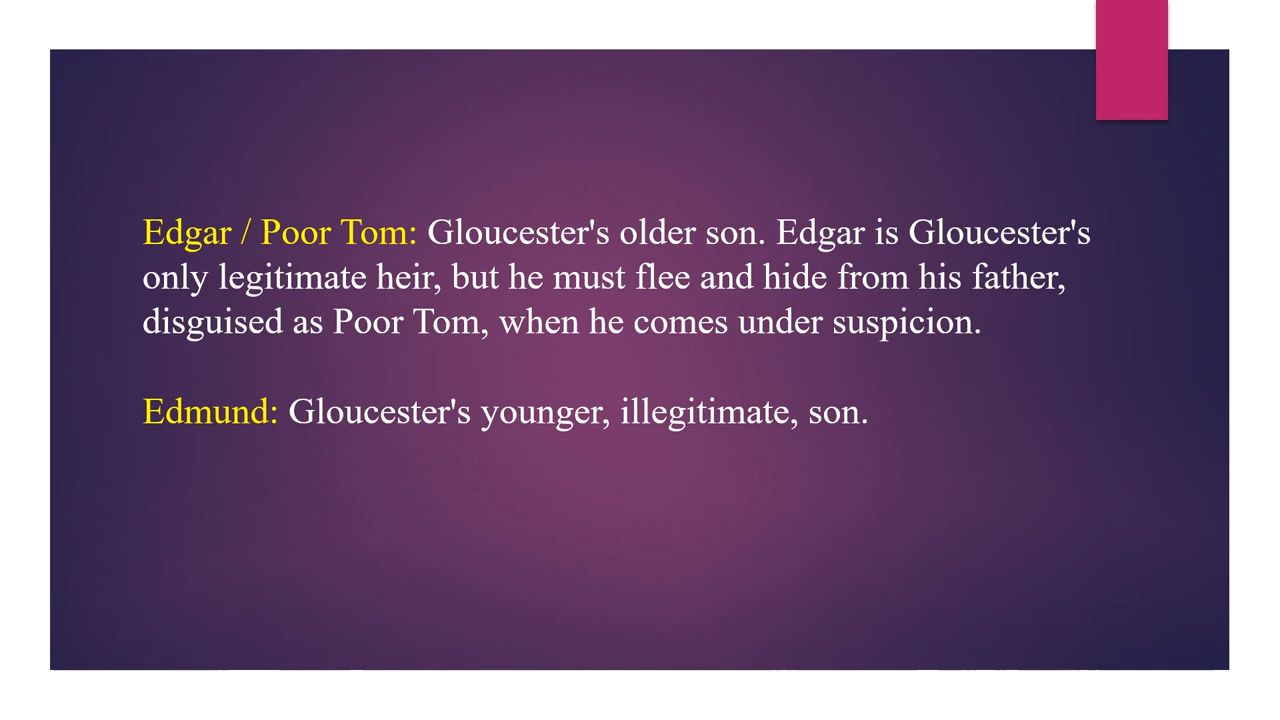 Edgar / Poor Tom: Gloucester's older son. Edgar is Gloucester's
only legitimate heir, but he must flee and hide from his father,
disguised as Poor Tom, when he comes under suspicion.
Edmund: Gloucester's younger, illegitimate, son.